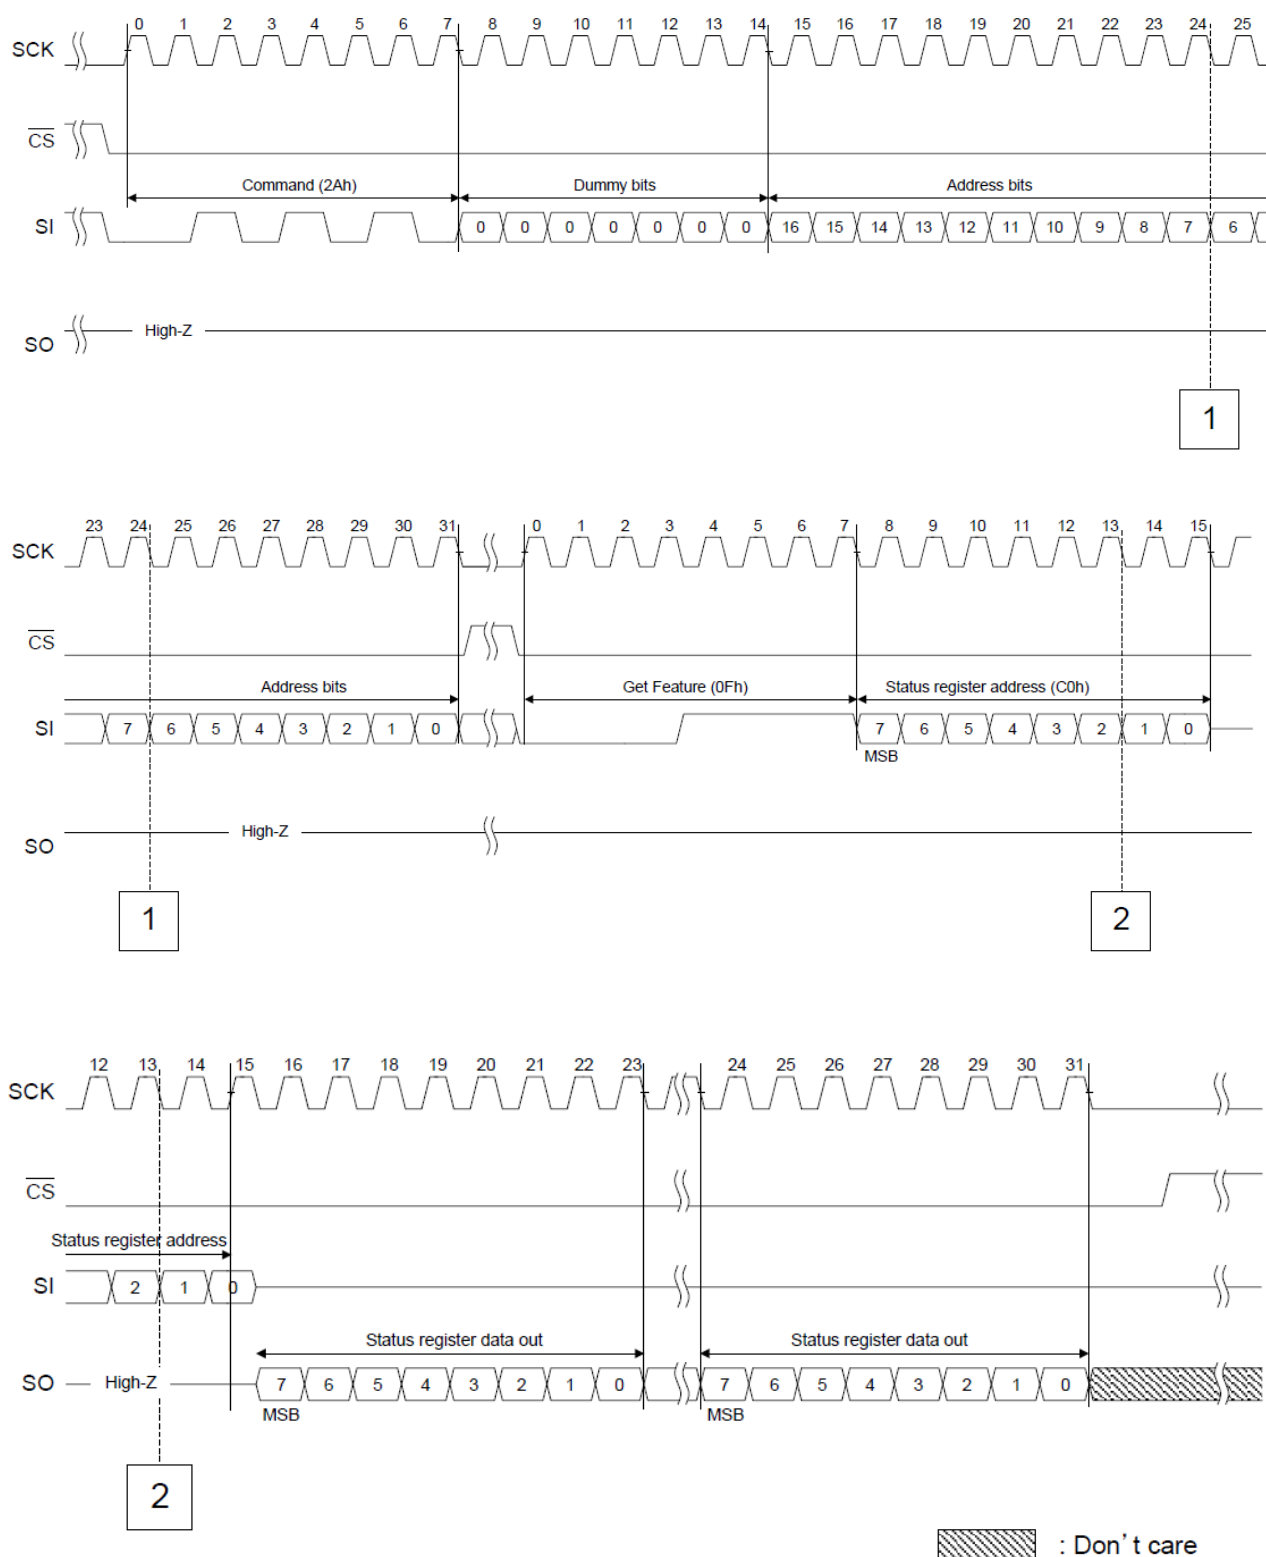 0 1 2 3 4 5 6 7 8 9 10 11 12 13 14 15 16 17 18 19 20 21 22 23 24 25
SCK
CS
Command (2Ah) Dummy bits Address bits
SI 0 0 0 0 0 0 0 16 15 14 13 12 11 10 9 8 7 6
High-Z
SO
1
23 24 25 26 27 28 29 30 31 0 1 2 3 4 5 6 7 8 9 10 11 12 13 14 15
SCK
CS
Address bits Get Feature (0Fh) Status register address (C0h)
SI 7 6 5 4 3 2 1 0 7 6 5 4 3 2 1 0
MSB
High-Z
SO
1 2
12 13 14 15 16 17 18 19 20 21 22 23 24 25 26 27 28 29 30 31
SCK
CS
Status register address
SI 2 1 0
Status register data out Status register data out
SO High-Z 7 6 5 4 3 2 1 0 7 6 5 4 3 2 1 0
MSB MSB
2
: Don't care